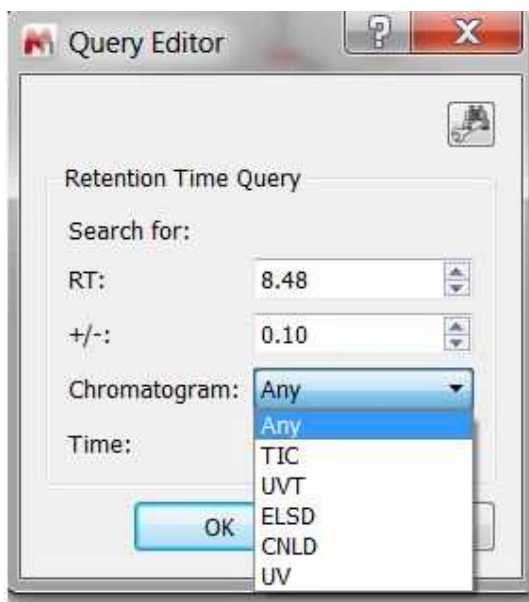 Query Editor
Retention Time Query
Search for:
RT: 8.48
+/-: 0.10
Chromatogram: Any
Any
Time:
TIC
UVT
OK
ELSD
CNLD
UV